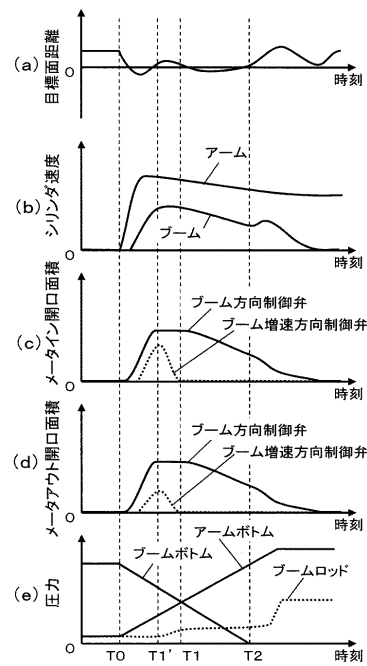 (a)
目標面距離
O
時刻
(b)
シリンダ速度
アーム
ブーム
O
時刻
(c)
メータイン開口面積
ブーム方向制御弁
ブーム増速方向制御弁
O
時刻
(d)
メータアウト開口面積
ブーム方向制御弁
ブーム増速方向制御弁
O
時刻
(e)
圧力
アームボトム
ブームボトム
ブームロッド
O
T0 T1' T1 T2
時刻